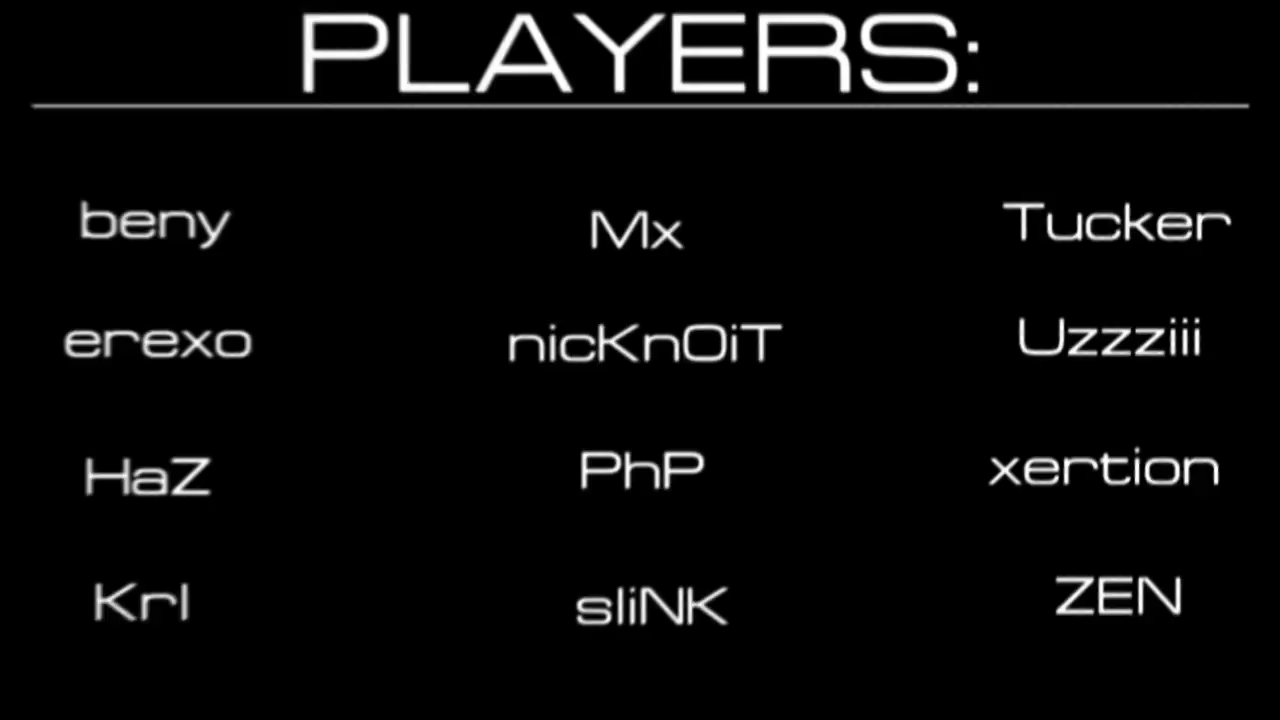 PLAYERS:
beny
Mx
Tucker
erexo
nicKnOiT
Uzzziii
HaZ
PhP
xertion
Krl
sliNK
ZEN